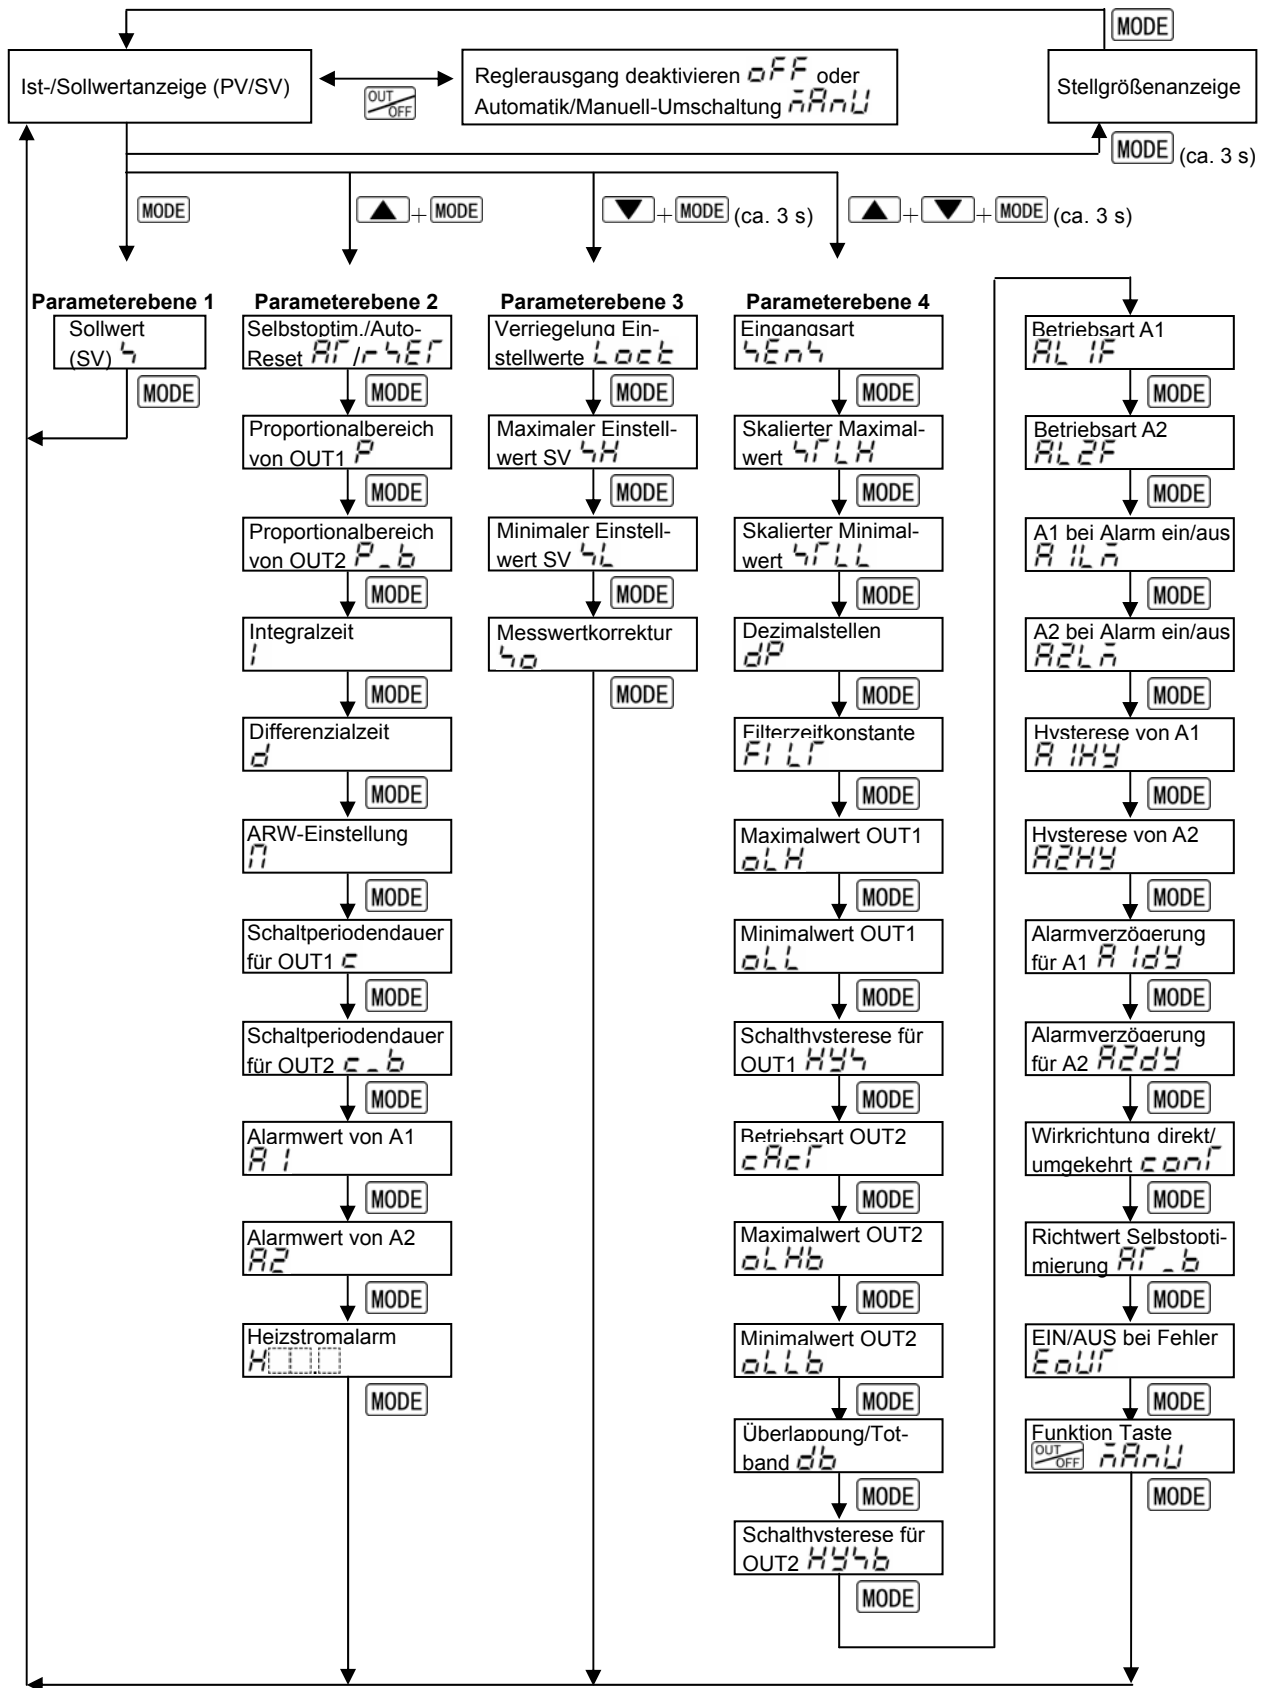 MODE
Ist-/Sollwertanzeige (PV/SV)
OUT OFF
Reglerausgang deaktivieren oFF oder
Automatik/Manuell-Umschaltung mAnU
Stellgrößenanzeige
MODE (ca. 3 s)
MODE
▲ + MODE
▼ + MODE (ca. 3 s)
▲ + ▼ + MODE (ca. 3 s)
Parameterebene 1
Sollwert
(SV) S
MODE
Parameterebene 2
Selbstoptim./Auto-
Reset AT/rSET
MODE
Proportionalbereich
von OUT1 P
MODE
Proportionalbereich
von OUT2 P_b
MODE
Integralzeit
I
MODE
Differenzialzeit
d
MODE
ARW-Einstellung
MODE
Schaltperiodendauer
für OUT1 c
MODE
Schaltperiodendauer
für OUT2 c_b
MODE
Alarmwert von A1
A1
MODE
Alarmwert von A2
A2
MODE
Heizstromalarm
H
MODE
Parameterebene 3
Verriegelung Ein-
stellwerte Lock
MODE
Maximaler Einstell-
wert SV SH
MODE
Minimaler Einstell-
wert SV SL
MODE
Messwertkorrektur
So
MODE
Parameterebene 4
Eingangsart
SEnS
MODE
Skalierter Maximal-
wert STLH
MODE
Skalierter Minimal-
wert STLL
MODE
Dezimalstellen
dP
MODE
Filterzeitkonstante
FILT
MODE
Maximalwert OUT1
oLH
MODE
Minimalwert OUT1
oLL
MODE
Schalthysterese für
OUT1 HYS
MODE
Betriebsart OUT2
cAcT
MODE
Maximalwert OUT2
oLHb
MODE
Minimalwert OUT2
oLLb
MODE
Überlappung/Tot-
band db
MODE
Schalthysterese für
OUT2 HYSb
MODE
Betriebsart A1
AL1F
MODE
Betriebsart A2
AL2F
MODE
A1 bei Alarm ein/aus
A1Lm
MODE
A2 bei Alarm ein/aus
A2Lm
MODE
Hysterese von A1
A1HY
MODE
Hysterese von A2
A2HY
MODE
Alarmverzögerung
für A1 A1dY
MODE
Alarmverzögerung
für A2 A2dY
MODE
Wirkrichtung direkt/
umgekehrt conT
MODE
Richtwert Selbstopti-
mierung AT_b
MODE
EIN/AUS bei Fehler
EoUT
MODE
Funktion Taste
OUT OFF mAnU
MODE